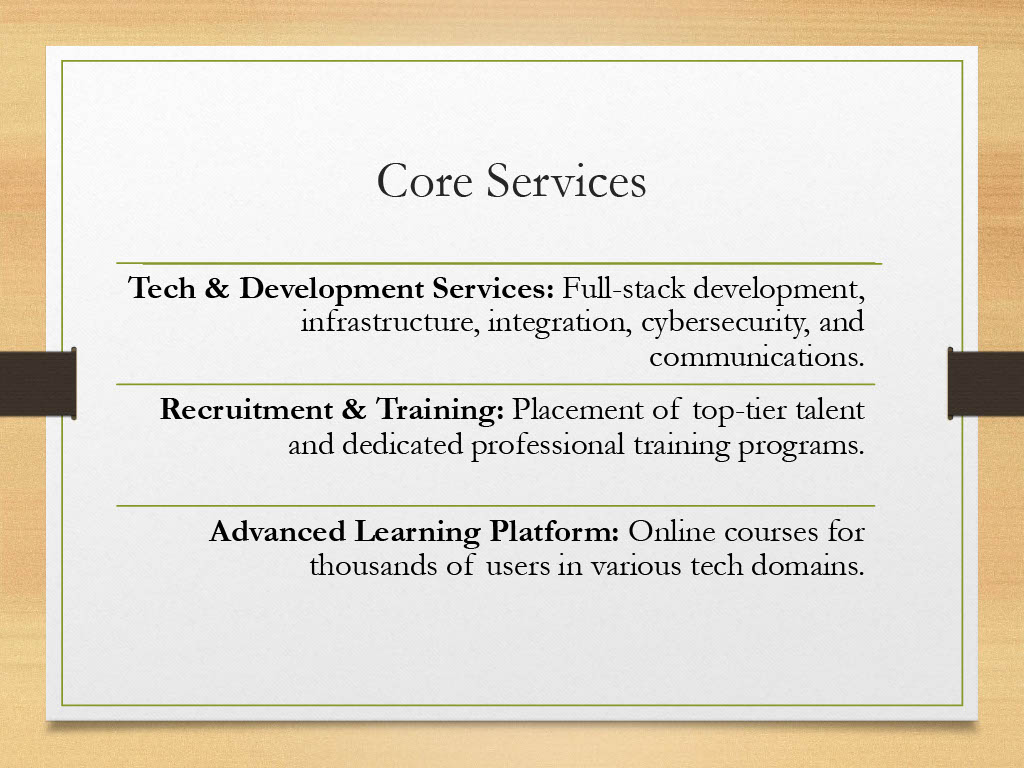 Core Services
Tech & Development Services: Full-stack development,
infrastructure, integration, cybersecurity, and
communications.
Recruitment & Training: Placement of top-tier talent
and dedicated professional training programs.
Advanced Learning Platform: Online courses for
thousands of users in various tech domains.